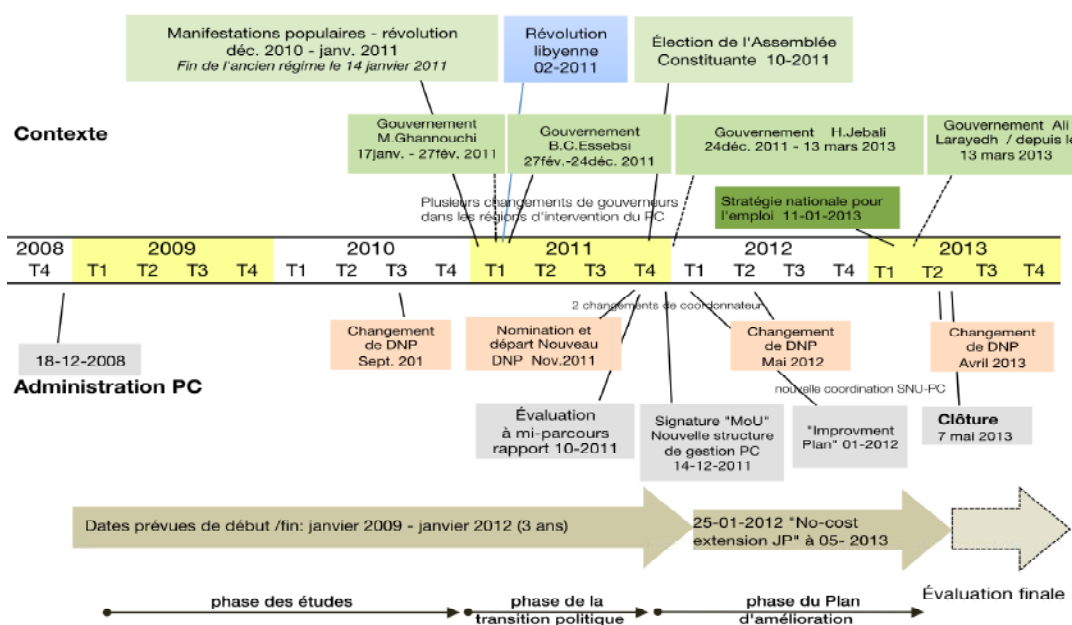 Manifestations populaires - révolution
déc. 2010 - janv. 2011
Fin de l'ancien régime le 14 janvier 2011
Révolution
libyenne
02-2011
Élection de l'Assemblée
Constituante 10-2011
Contexte
Gouvernement
M.Ghannouchi
17janv. - 27fév. 2011
Gouvernement
B.C.Essebsi
27fév.-24déc. 2011
Gouvernement H.Jebali
24déc. 2011 - 13 mars 2013
Gouvernement Ali
Larayedh / depuis le
13 mars 2013
Plusieurs changements de gouverneurs
dans les régions d'intervention du PC
Stratégie nationale pour
l'emploi 11-01-2013
2008 2009 2010 2011 2012 2013
T4 T1 T2 T3 T4 T1 T2 T3 T4 T1 T2 T3 T4 T1 T2 T3 T4 T1 T2 T3 T4
2 changements de coordonnateur
18-12-2008
Changement
de DNP
Sept. 201
Nomination et
départ Nouveau
DNP Nov.2011
Changement
de DNP
Mai 2012
Changement
de DNP
Avril 2013
Administration PC
nouvelle coordination SNU-PC
Évaluation
à mi-parcours
rapport 10-2011
Signature "MoU"
Nouvelle structure
de gestion PC
14-12-2011
"Improvment
Plan" 01-2012
Clôture
7 mai 2013
Dates prévues de début /fin: janvier 2009 - janvier 2012 (3 ans)
25-01-2012 "No-cost
extension JP" à 05- 2013
Évaluation finale
phase des études
phase de la
transition politique
phase du Plan
d'amélioration